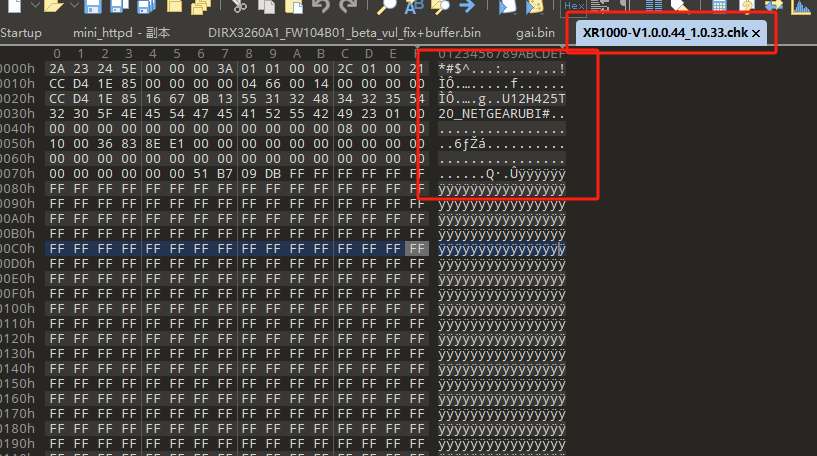 Startup mini_httpd - 副本 DIRX3260A1_FW104B01_beta_vul_fix+buffer.bin gai.bin XR1000-V1.0.0.44_1.0.33.chk ×
0 1 2 3 4 5 6 7 8 9 A B C D E F 0123456789ABCDEF
0000h 2A 23 24 5E 00 00 00 3A 01 01 00 00 2C 01 00 21 *#$^...:....,..!
0010h CC D4 1E 85 00 00 00 00 04 66 00 14 00 00 00 00 ÌÔ.…....​.f......
0020h CC D4 1E 85 16 67 0B 13 55 31 32 48 34 32 35 54 ÌÔ.….g..U12H425T
0030h 32 30 5F 4E 45 54 47 45 41 52 55 42 49 23 01 00 20_NETGEARUBI#..
0040h 00 00 00 00 00 00 00 00 00 00 00 00 08 00 00 00 ................
0050h 10 00 36 83 8E E1 00 00 00 00 00 00 00 00 00 00 ..6ƒŽá..........
0060h 00 00 00 00 00 00 00 00 00 00 00 00 00 00 00 00 ................
0070h 00 00 00 00 00 00 51 B7 09 DB FF FF FF FF FF FF ......Q·.Ûÿÿÿÿÿÿ
0080h FF FF FF FF FF FF FF FF FF FF FF FF FF FF FF FF ÿÿÿÿÿÿÿÿÿÿÿÿÿÿÿÿ
0090h FF FF FF FF FF FF FF FF FF FF FF FF FF FF FF FF ÿÿÿÿÿÿÿÿÿÿÿÿÿÿÿÿ
00A0h FF FF FF FF FF FF FF FF FF FF FF FF FF FF FF FF ÿÿÿÿÿÿÿÿÿÿÿÿÿÿÿÿ
00B0h FF FF FF FF FF FF FF FF FF FF FF FF FF FF FF FF ÿÿÿÿÿÿÿÿÿÿÿÿÿÿÿÿ
00C0h FF FF FF FF FF FF FF FF FF FF FF FF FF FF FF FF ÿÿÿÿÿÿÿÿÿÿÿÿÿÿÿÿ
00D0h FF FF FF FF FF FF FF FF FF FF FF FF FF FF FF FF ÿÿÿÿÿÿÿÿÿÿÿÿÿÿÿÿ
00E0h FF FF FF FF FF FF FF FF FF FF FF FF FF FF FF FF ÿÿÿÿÿÿÿÿÿÿÿÿÿÿÿÿ
00F0h FF FF FF FF FF FF FF FF FF FF FF FF FF FF FF FF ÿÿÿÿÿÿÿÿÿÿÿÿÿÿÿÿ
0100h FF FF FF FF FF FF FF FF FF FF FF FF FF FF FF FF ÿÿÿÿÿÿÿÿÿÿÿÿÿÿÿÿ
0110h FF FF FF FF FF FF FF FF FF FF FF FF FF FF FF FF ÿÿÿÿÿÿÿÿÿÿÿÿÿÿÿÿ
0120h FF FF FF FF FF FF FF FF FF FF FF FF FF FF FF FF ÿÿÿÿÿÿÿÿÿÿÿÿÿÿÿÿ
0130h FF FF FF FF FF FF FF FF FF FF FF FF FF FF FF FF ÿÿÿÿÿÿÿÿÿÿÿÿÿÿÿÿ
0140h FF FF FF FF FF FF FF FF FF FF FF FF FF FF FF FF ÿÿÿÿÿÿÿÿÿÿÿÿÿÿÿÿ
0150h FF FF FF FF FF FF FF FF FF FF FF FF FF FF FF FF ÿÿÿÿÿÿÿÿÿÿÿÿÿÿÿÿ
0160h FF FF FF FF FF FF FF FF FF FF FF FF FF FF FF FF ÿÿÿÿÿÿÿÿÿÿÿÿÿÿÿÿ
0170h FF FF FF FF FF FF FF FF FF FF FF FF FF FF FF FF ÿÿÿÿÿÿÿÿÿÿÿÿÿÿÿÿ
0180h FF FF FF FF FF FF FF FF FF FF FF FF FF FF FF FF ÿÿÿÿÿÿÿÿÿÿÿÿÿÿÿÿ
0190h FF FF FF FF FF FF FF FF FF FF FF FF FF FF FF FF ÿÿÿÿÿÿÿÿÿÿÿÿÿÿÿÿ